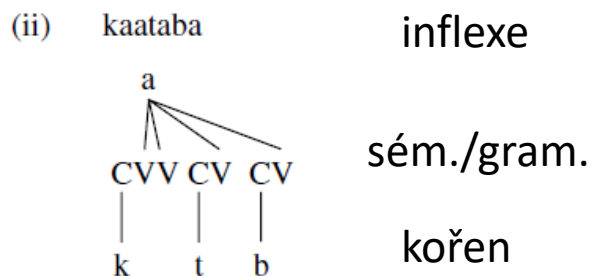 (ii) kaataba inflexe
a
sém./gram.
CVV CV CV
k t b
kořen